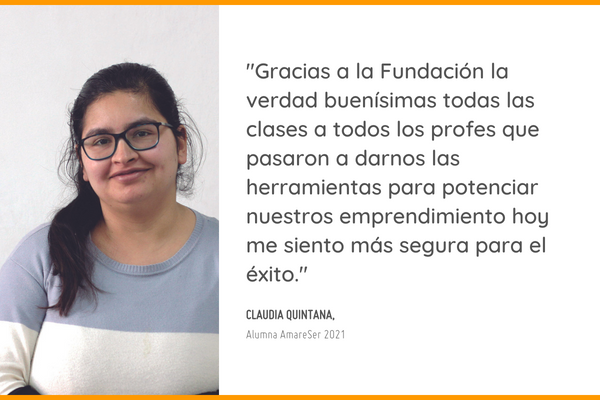 "Gracias a la Fundación la
verdad buenísimas todas las
clases a todos los profes que
pasaron a darnos las
herramientas para potenciar
nuestros emprendimiento hoy
me siento más segura para el
éxito."
CLAUDIA QUINTANA,
Alumna AmareSer 2021